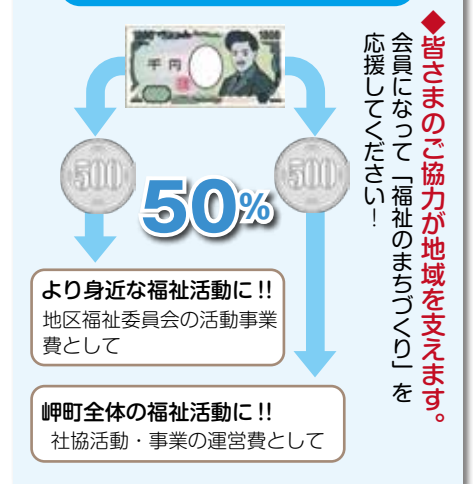 ◆皆さまのご協力が地域を支えます。
会員になって「福祉のまちづくり」を
応援してください！
1000
1000
千円
500
500
50%
より身近な福祉活動に!!
地区福祉委員会の活動事業
費として
岬町全体の福祉活動に!!
社協活動・事業の運営費として